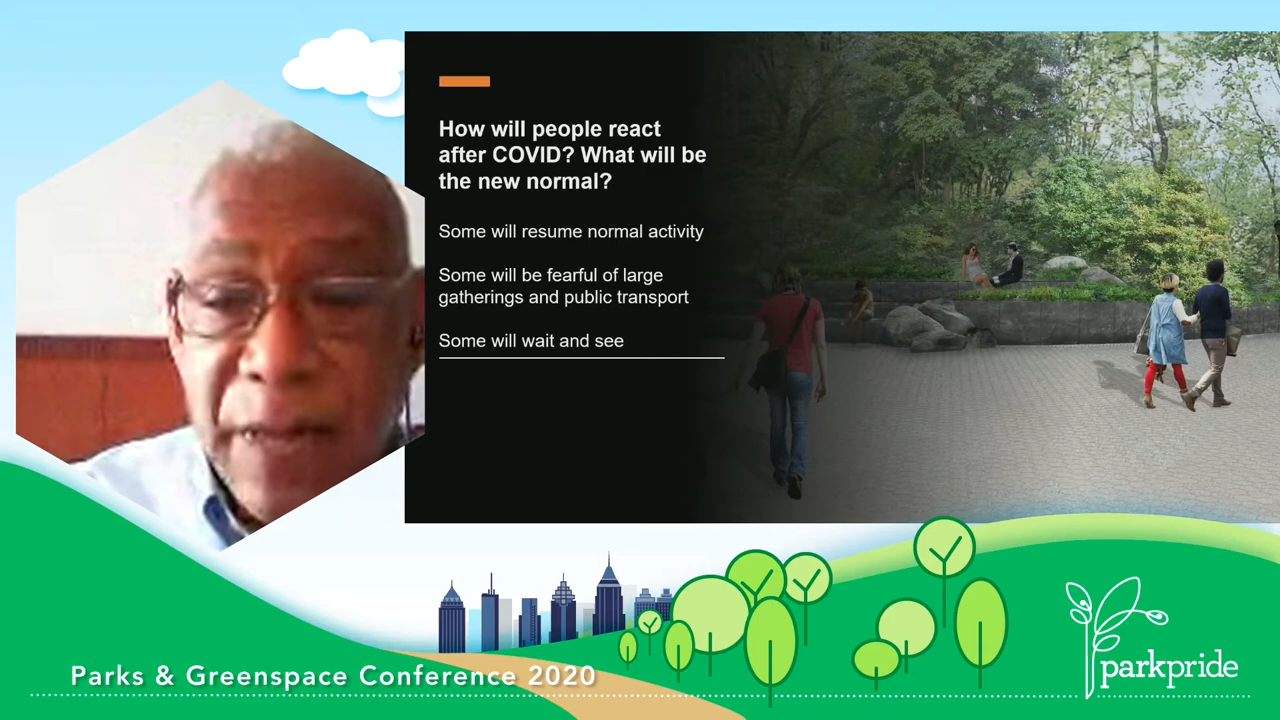 How will people react
after COVID? What will be
the new normal?
Some will resume normal activity
Some will be fearful of large
gatherings and public transport
Some will wait and see
Parks & Greenspace Conference 2020
parkpride